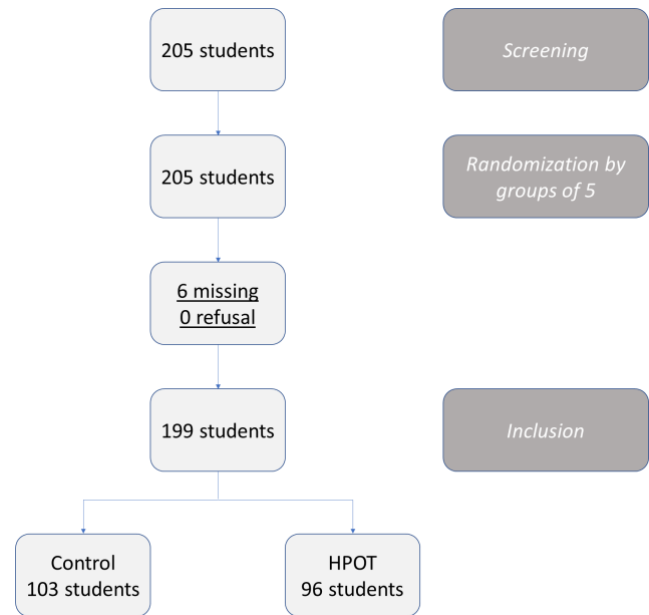 205 students
Screening
205 students
Randomization by
groups of 5
6 missing
0 refusal
199 students
Inclusion
Control
103 students
HPOT
96 students